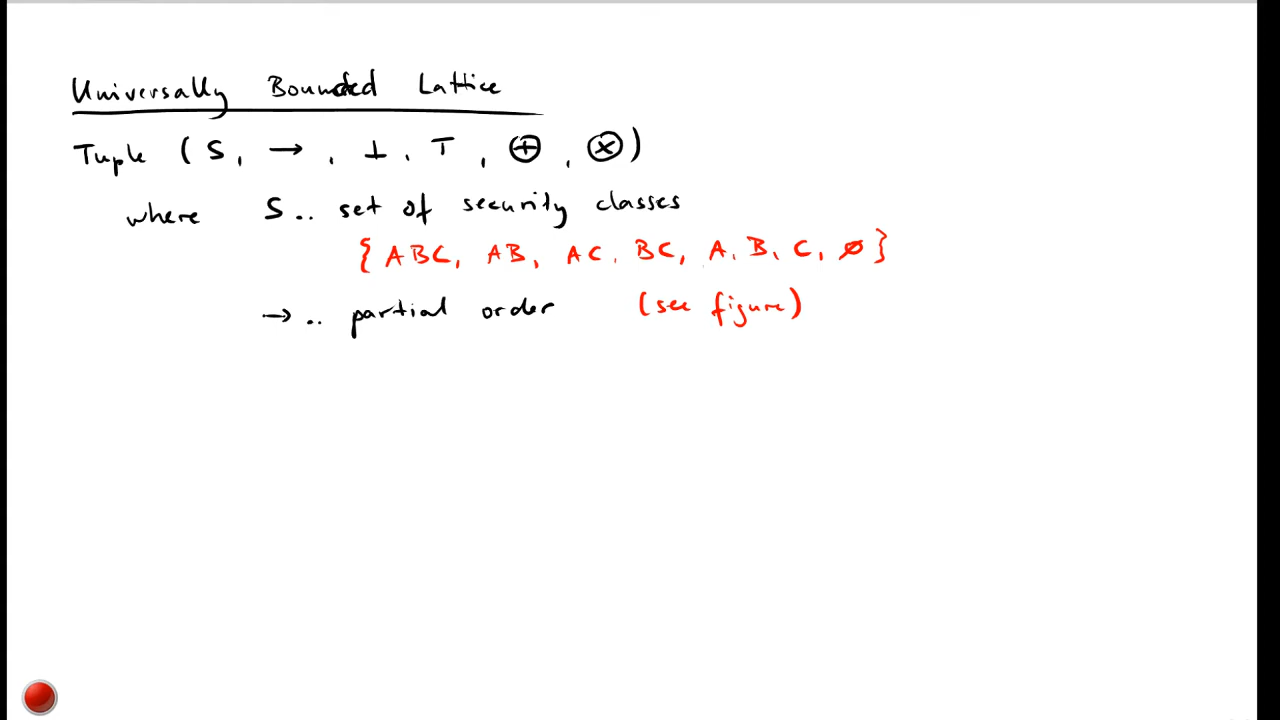 Universally Bounded Lattice
Tuple (S, →, ⊥, ⊤, ⊕, ⊗)
where S .. set of security classes
{ABC, AB, AC, BC, A, B, C, ∅}
→ .. partial order (see figure)